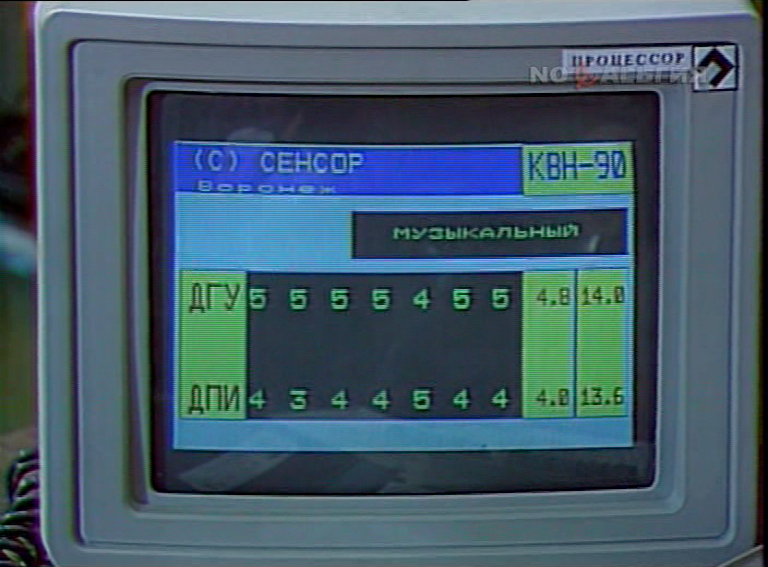 ПРОЦЕССОР
(C) СЕНСОР
КВН-90
Воронеж
МУЗЫКАЛЬНЫЙ
ДГУ 5 5 5 5 4 5 5 4.8 14.0
ДПИ 4 3 4 4 5 4 4 4.0 13.6